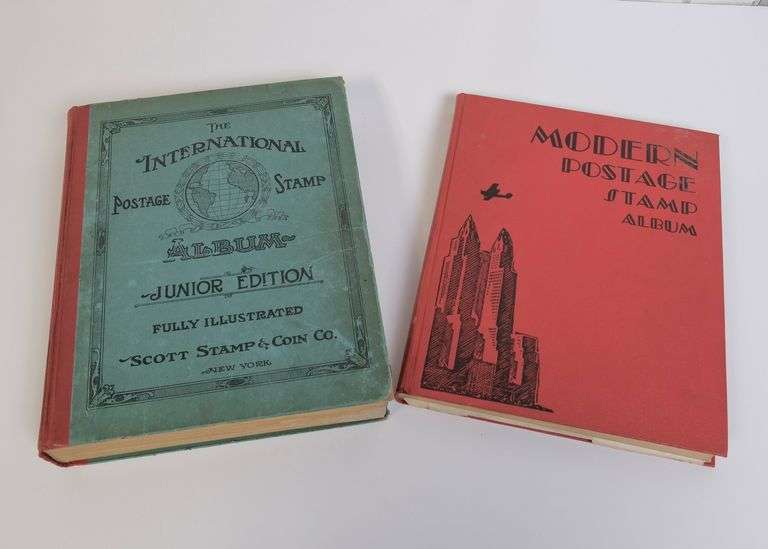 THE
INTERNATIONAL
POSTAGE STAMP
ALBUM
JUNIOR EDITION
FULLY ILLUSTRATED
SCOTT STAMP & COIN CO.
NEW YORK
MODERN
POSTAGE
STAMP
ALBUM